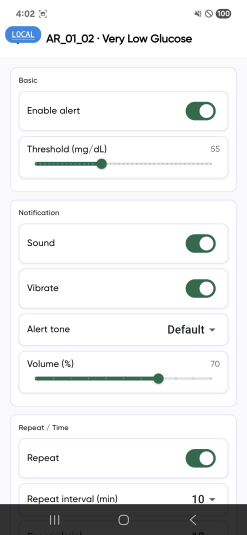 4:02
100
LOCAL
AR_01_02 · Very Low Glucose
Basic
Enable alert
Threshold (mg/dL) 55
Notification
Sound
Vibrate
Alert tone Default
Volume (%) 70
Repeat / Time
Repeat
Repeat interval (min) 10